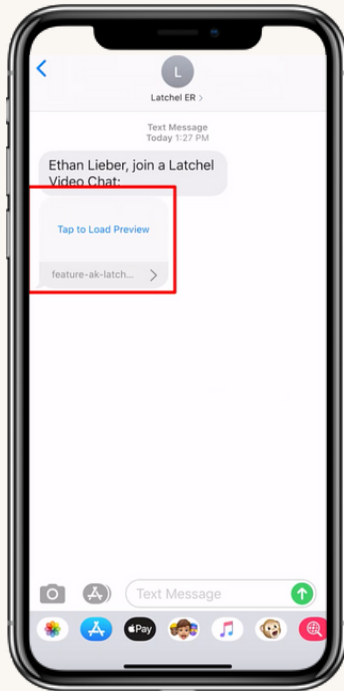 L
Latchel ER >
Text Message
Today 1:27 PM
Ethan Lieber, join a Latchel
Video Chat:
Tap to Load Preview
feature-ak-latch...
Text Message
Pay